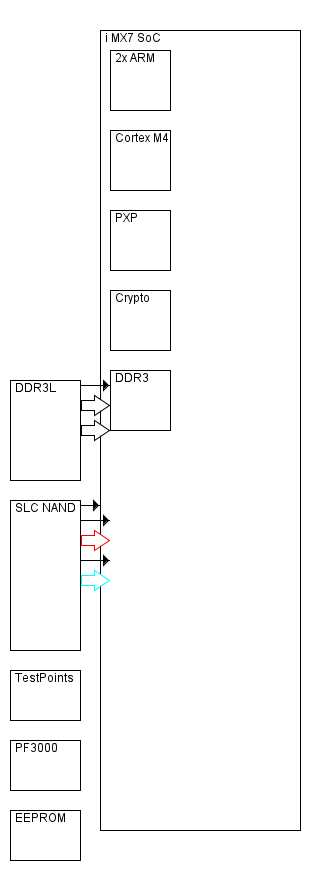 i MX7 SoC
2x ARM
Cortex M4
PXP
Crypto
DDR3
DDR3L
SLC NAND
TestPoints
PF3000
EEPROM